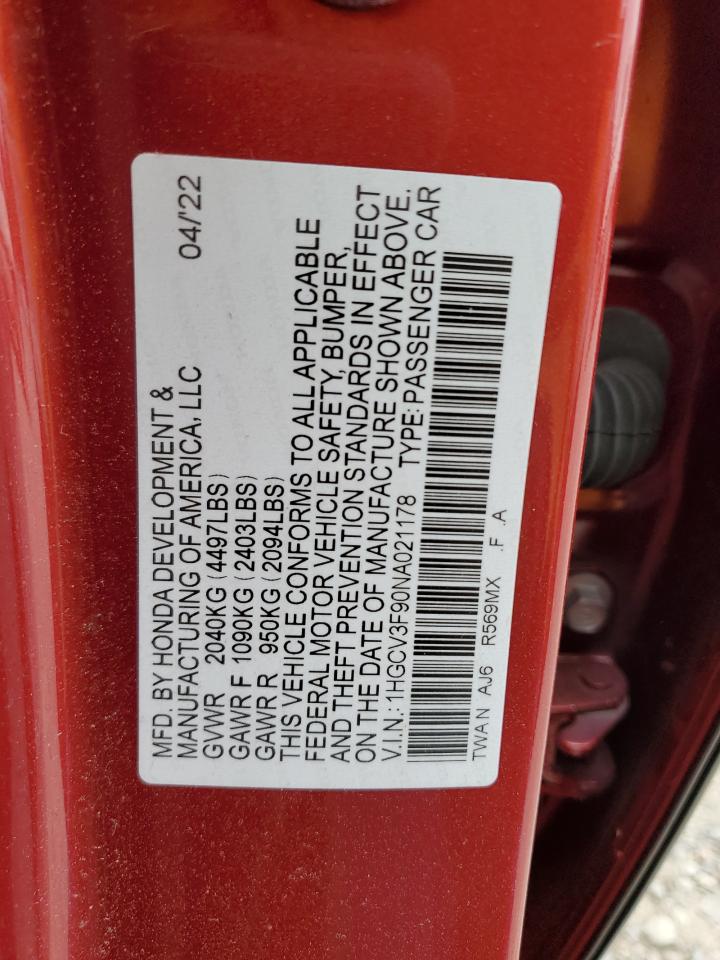 MFD. BY HONDA DEVELOPMENT &
MANUFACTURING OF AMERICA, LLC 04/'22
GVWR 2040KG (4497LBS)
GAWR F 1090KG (2403LBS)
GAWR R 950KG (2094LBS)
THIS VEHICLE CONFORMS TO ALL APPLICABLE
FEDERAL MOTOR VEHICLE SAFETY, BUMPER,
AND THEFT PREVENTION STANDARDS IN EFFECT
ON THE DATE OF MANUFACTURE SHOWN ABOVE.
V.I.N.: 1HGCV3F90NA021178 TYPE: PASSENGER CAR
TWA N AJ6 R569MX .F .A